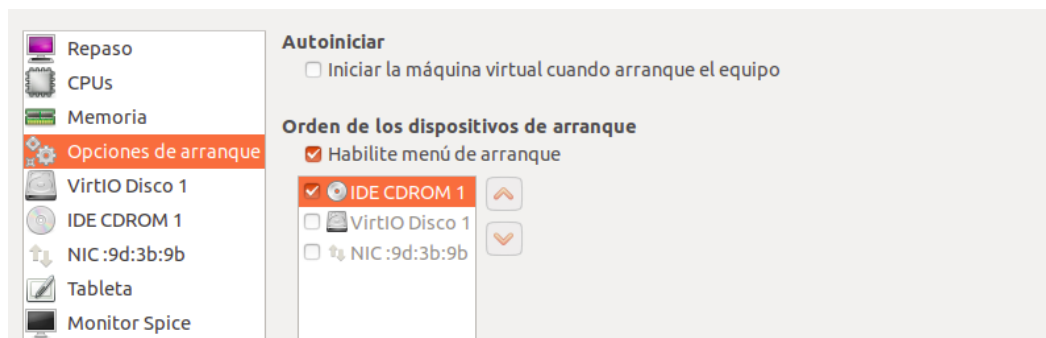 Repaso
CPUs
Memoria
Opciones de arranque
VirtIO Disco 1
IDE CDROM 1
NIC :9d:3b:9b
Tableta
Monitor Spice
Autoiniciar
Iniciar la máquina virtual cuando arranque el equipo
Orden de los dispositivos de arranque
Habilite menú de arranque
IDE CDROM 1
VirtIO Disco 1
NIC :9d:3b:9b